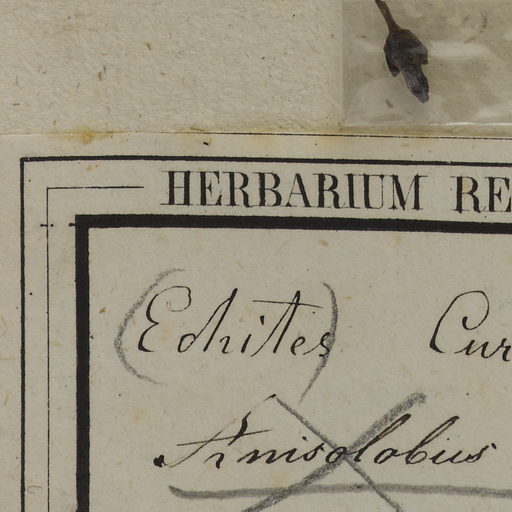 HERBARIUM RE
(Echites) Cur
Anisolobus